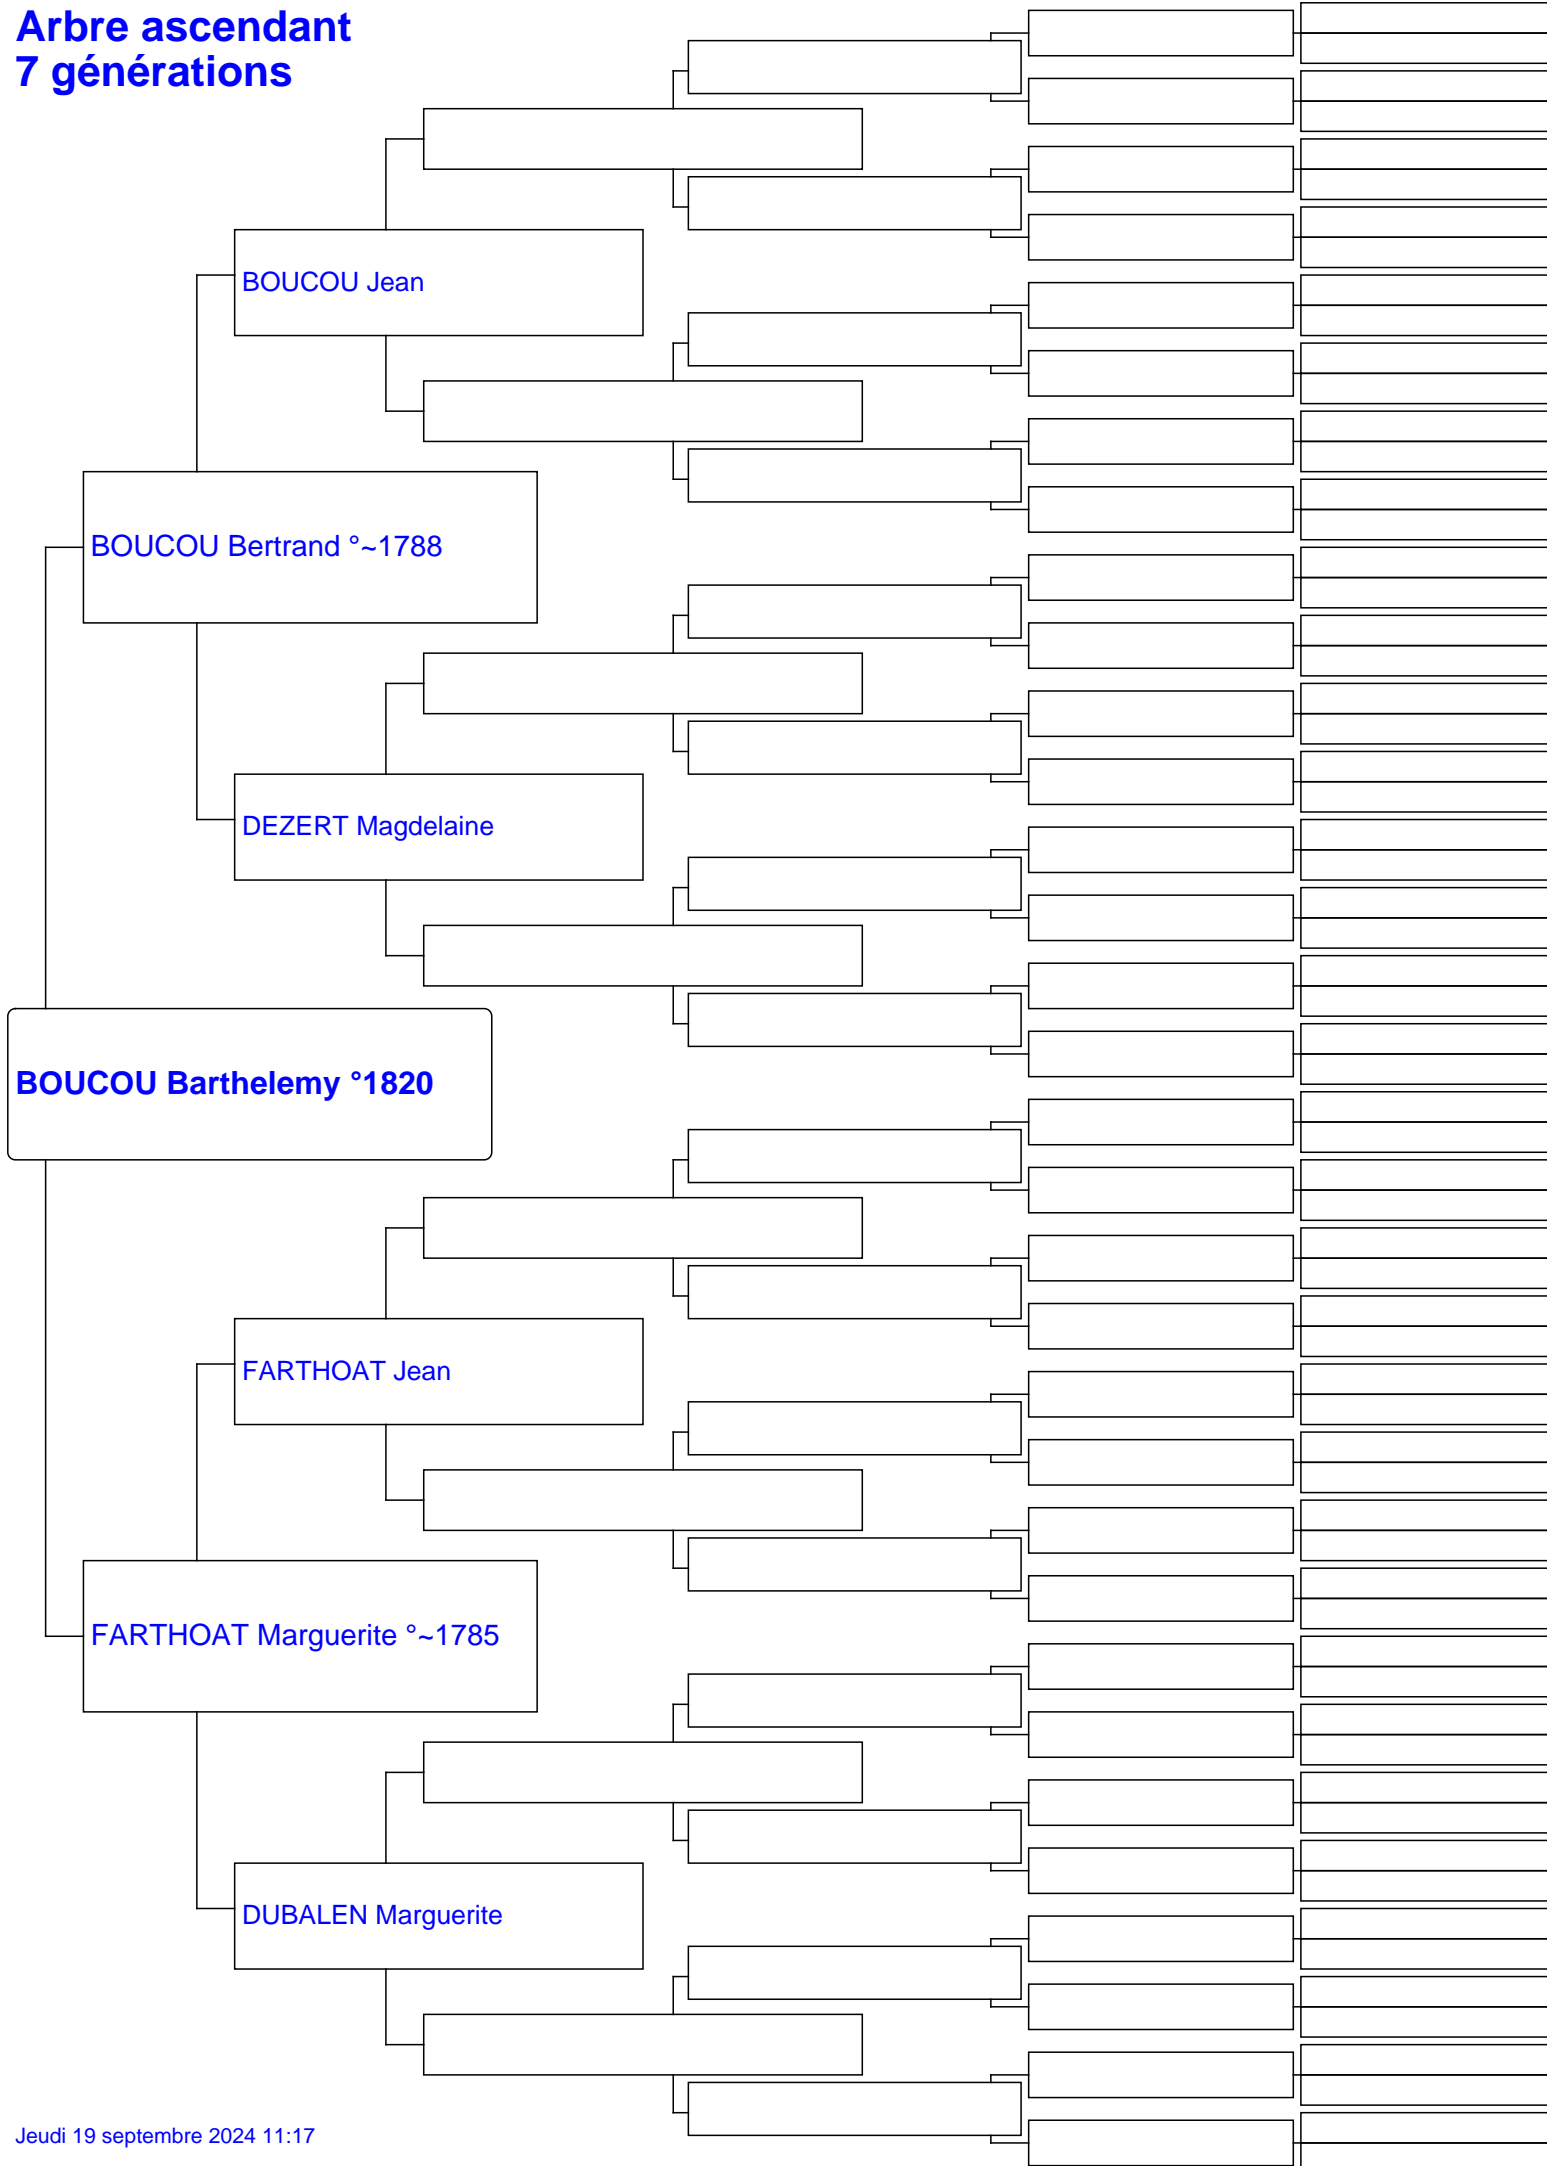 Arbre ascendant
7 générations
BOUCOU Jean
BOUCOU Bertrand °~1788
DEZERT Magdelaine
BOUCOU Barthelemy °1820
FARTHOAT Jean
FARTHOAT Marguerite °~1785
DUBALEN Marguerite
Jeudi 19 septembre 2024 11:17